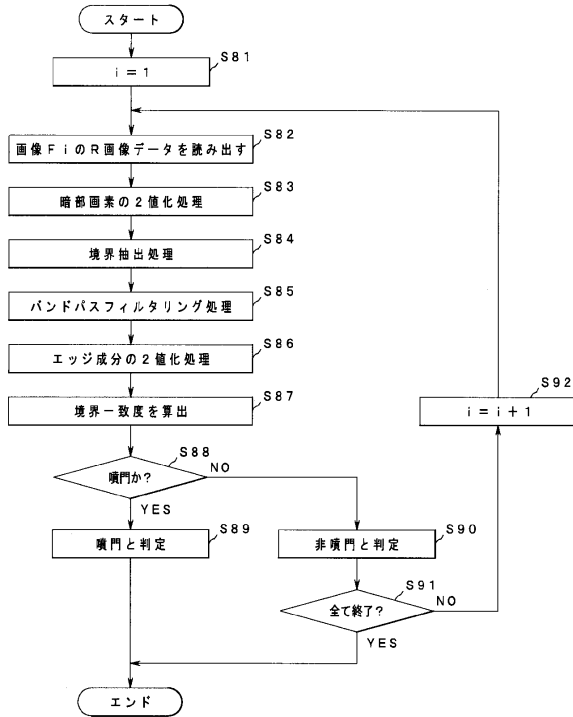 スタート
S81
i=1
S82
画像FiのR画像データを読み出す
S83
暗部画素の2値化処理
S84
境界抽出処理
S85
バンドパスフィルタリング処理
S86
エッジ成分の2値化処理
S92
i=i+1
S87
境界一致度を算出
S88
噴門か?
NO
YES
S89
噴門と判定
S90
非噴門と判定
S91
全て終了?
NO
YES
エンド